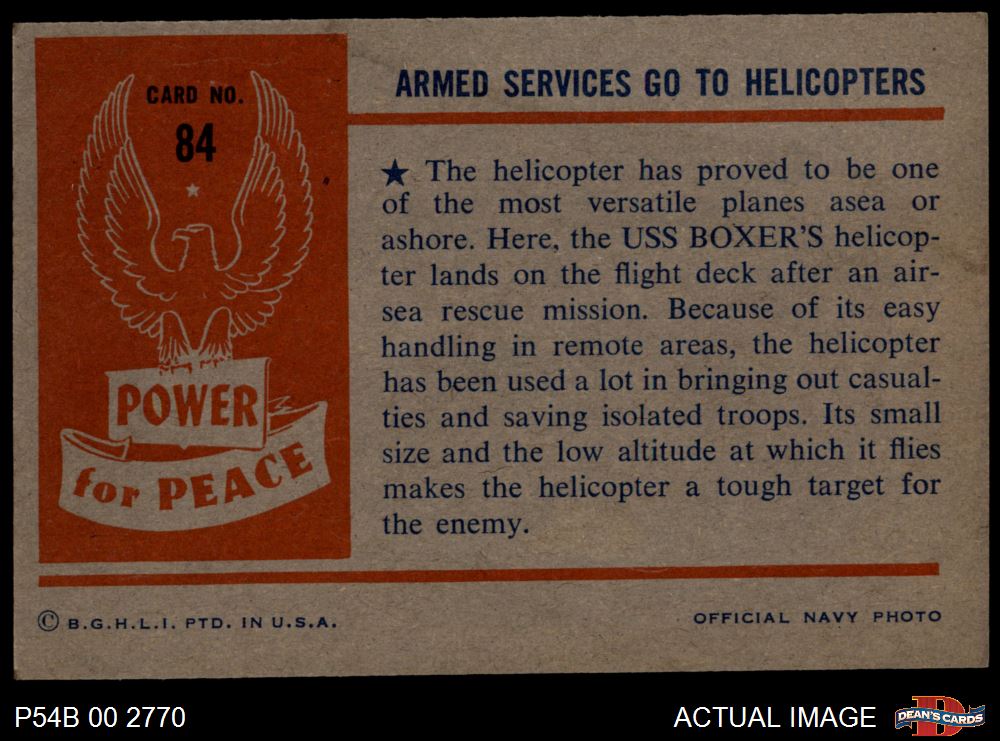 CARD NO.
84
POWER
for PEACE
ARMED SERVICES GO TO HELICOPTERS
★ The helicopter has proved to be one
of the most versatile planes asea or
ashore. Here, the USS BOXER'S helicop-
ter lands on the flight deck after an air-
sea rescue mission. Because of its easy
handling in remote areas, the helicopter
has been used a lot in bringing out casual-
ties and saving isolated troops. Its small
size and the low altitude at which it flies
makes the helicopter a tough target for
the enemy.
© B.G.H.L.I. PTD. IN U.S.A.
OFFICIAL NAVY PHOTO
P54B 00 2770
ACTUAL IMAGE
D
DEAN'S CARDS